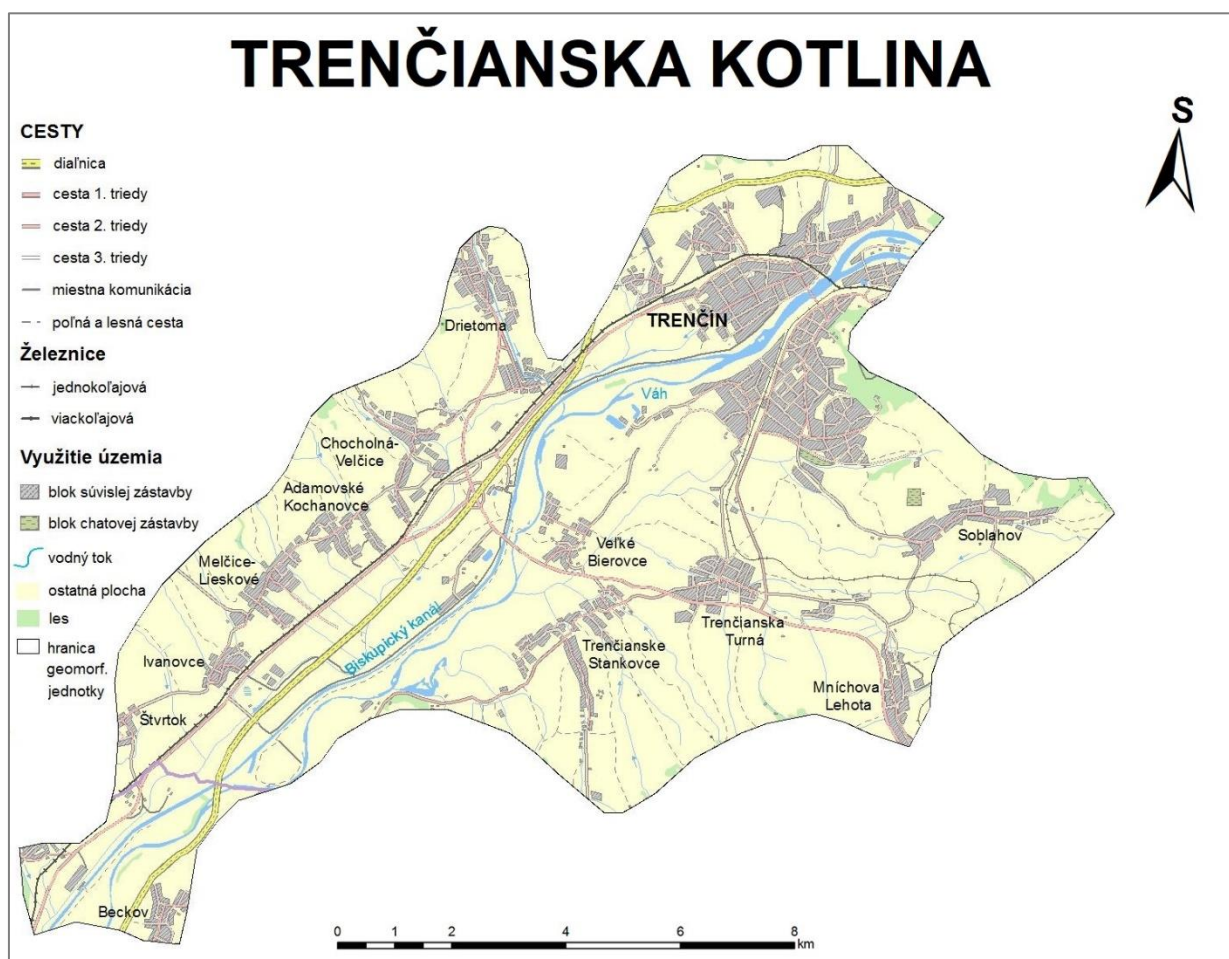 TRENČIANSKA KOTLINA
S
CESTY
diaľnica
cesta 1. triedy
cesta 2. triedy
cesta 3. triedy
miestna komunikácia
poľná a lesná cesta
Železnice
jednokoľajová
viackoľajová
Využitie územia
blok súvislej zástavby
blok chatovej zástavby
vodný tok
ostatná plocha
les
hranica
geomorf.
jednotky
Drietoma
TRENČÍN
Váh
Chocholná-
Velčice
Adamovské
Kochanovce
Melčice-
Lieskové
Ivanovce
Štvrtok
Beckov
Biskupický kanál
Veľké
Bierovce
Trenčianske
Stankovce
Trenčianska
Turná
Soblahov
Mníchova
Lehota
0 1 2 4 6 8
km